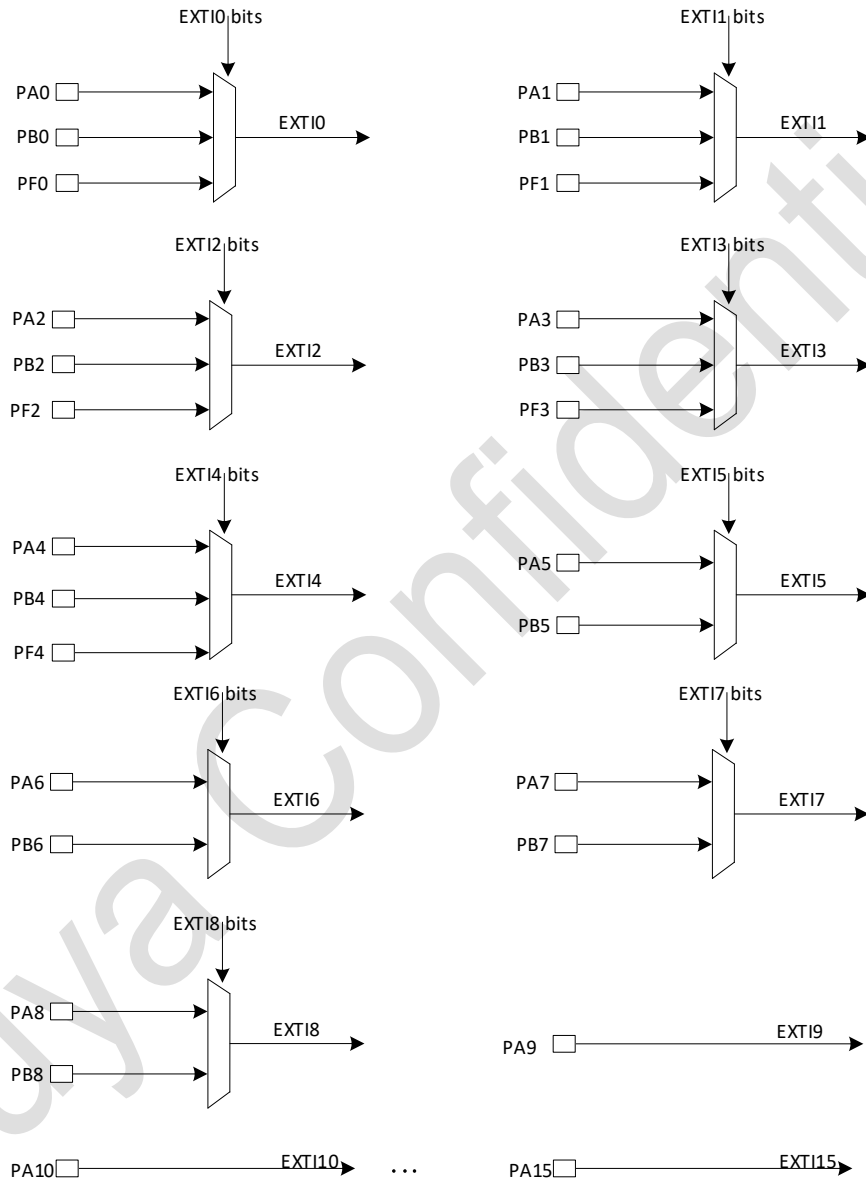 EXTI0 bits
PA0
PB0
PF0
EXTI0
EXTI1 bits
PA1
PB1
PF1
EXTI1
EXTI2 bits
PA2
PB2
PF2
EXTI2
EXTI3 bits
PA3
PB3
PF3
EXTI3
EXTI4 bits
PA4
PB4
PF4
EXTI4
EXTI5 bits
PA5
PB5
EXTI5
EXTI6 bits
PA6
PB6
EXTI6
EXTI7 bits
PA7
PB7
EXTI7
EXTI8 bits
PA8
PB8
EXTI8
PA9
EXTI9
PA10
EXTI10
...
PA15
EXTI15
uya Confidenti